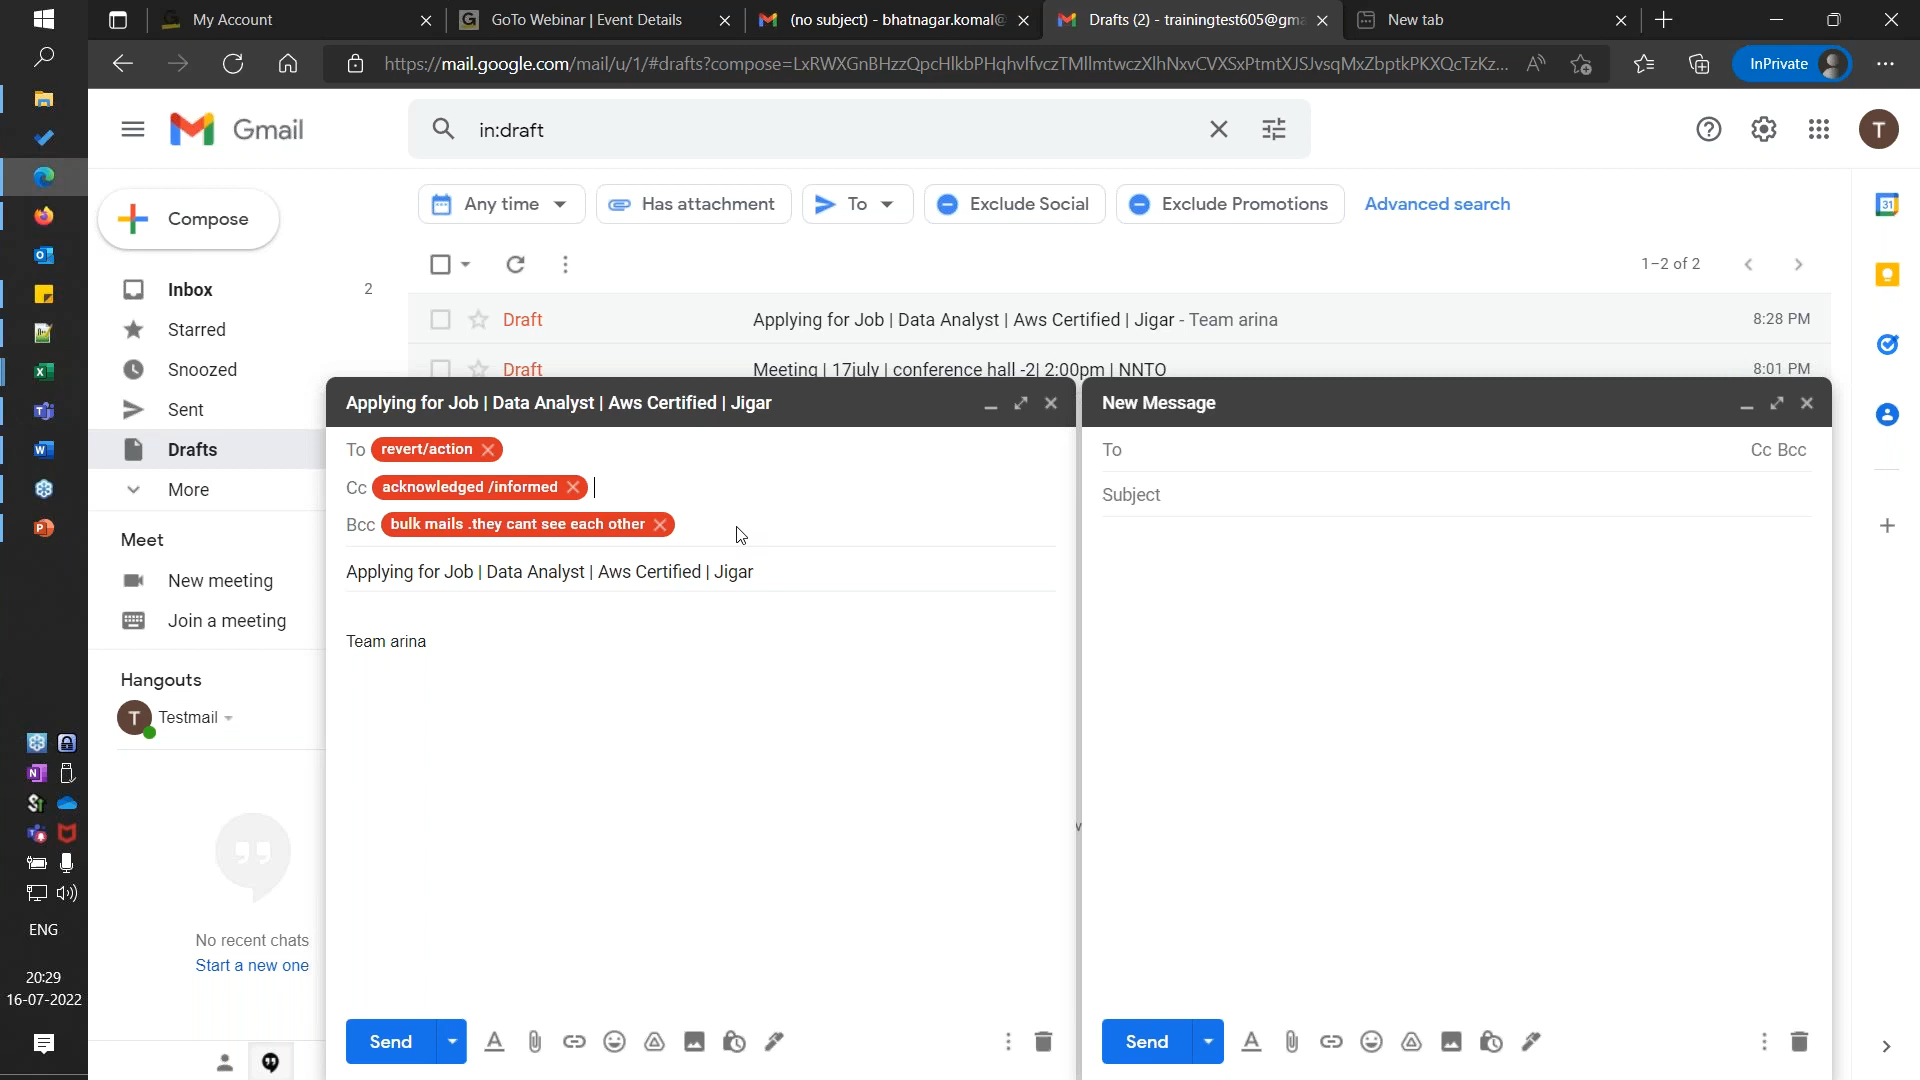 My Account
GoTo Webinar | Event Details
(no subject) - bhatnagar.komal@
Drafts (2) - trainingtest605@gma
New tab
https://mail.google.com/mail/u/1/#drafts?compose=LxRWXGnBHzzQpcHlkbPHqhvlfvczTMllmtwczXlhNxvCVXSxPtmtXJSJvsqMxZbptkPKXQcTzKz...
InPrivate
Gmail
in:draft
Compose
Any time
Has attachment
To
Exclude Social
Exclude Promotions
Advanced search
1–2 of 2
Inbox 2
Starred
Snoozed
Sent
Drafts
More
Draft Applying for Job | Data Analyst | Aws Certified | Jigar - Team arina 8:28 PM
Draft Meeting | 17july | conference hall -2| 2:00pm | NNTO 8:01 PM
Meet
New meeting
Join a meeting
Hangouts
T Testmail
No recent chats
Start a new one
Applying for Job | Data Analyst | Aws Certified | Jigar
To revert/action
Cc acknowledged /informed
Bcc bulk mails .they cant see each other
Applying for Job | Data Analyst | Aws Certified | Jigar
Team arina
Send
New Message
To Cc Bcc
Subject
Send
T
31
ENG
20:29
16-07-2022